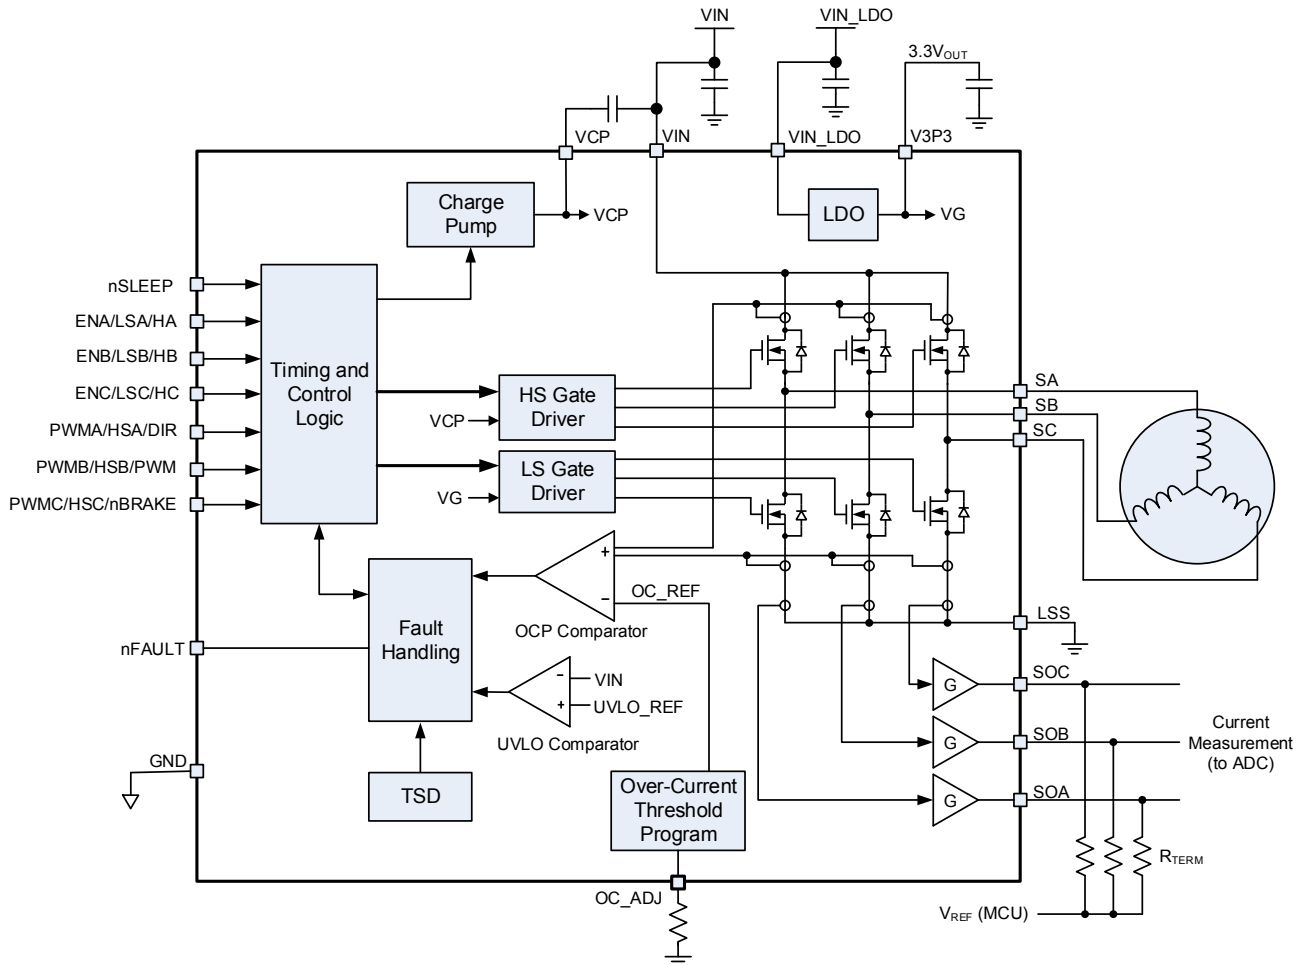 VIN
VIN_LDO
3.3VOUT
VCP
VIN
VIN_LDO
V3P3
Charge
Pump
VCP
LDO
VG
nSLEEP
ENA/LSA/HA
ENB/LSB/HB
ENC/LSC/HC
PWMA/HSA/DIR
PWMB/HSB/PWM
PWMC/HSC/nBRAKE
Timing and
Control
Logic
HS Gate
Driver
VCP
LS Gate
Driver
VG
SA
SB
SC
+
OC_REF
−
OCP Comparator
Fault
Handling
nFAULT
LSS
−
VIN
+
UVLO_REF
UVLO Comparator
G
SOC
G
SOB
G
SOA
Current
Measurement
(to ADC)
GND
TSD
Over-Current
Threshold
Program
RTERM
OC_ADJ
VREF (MCU)